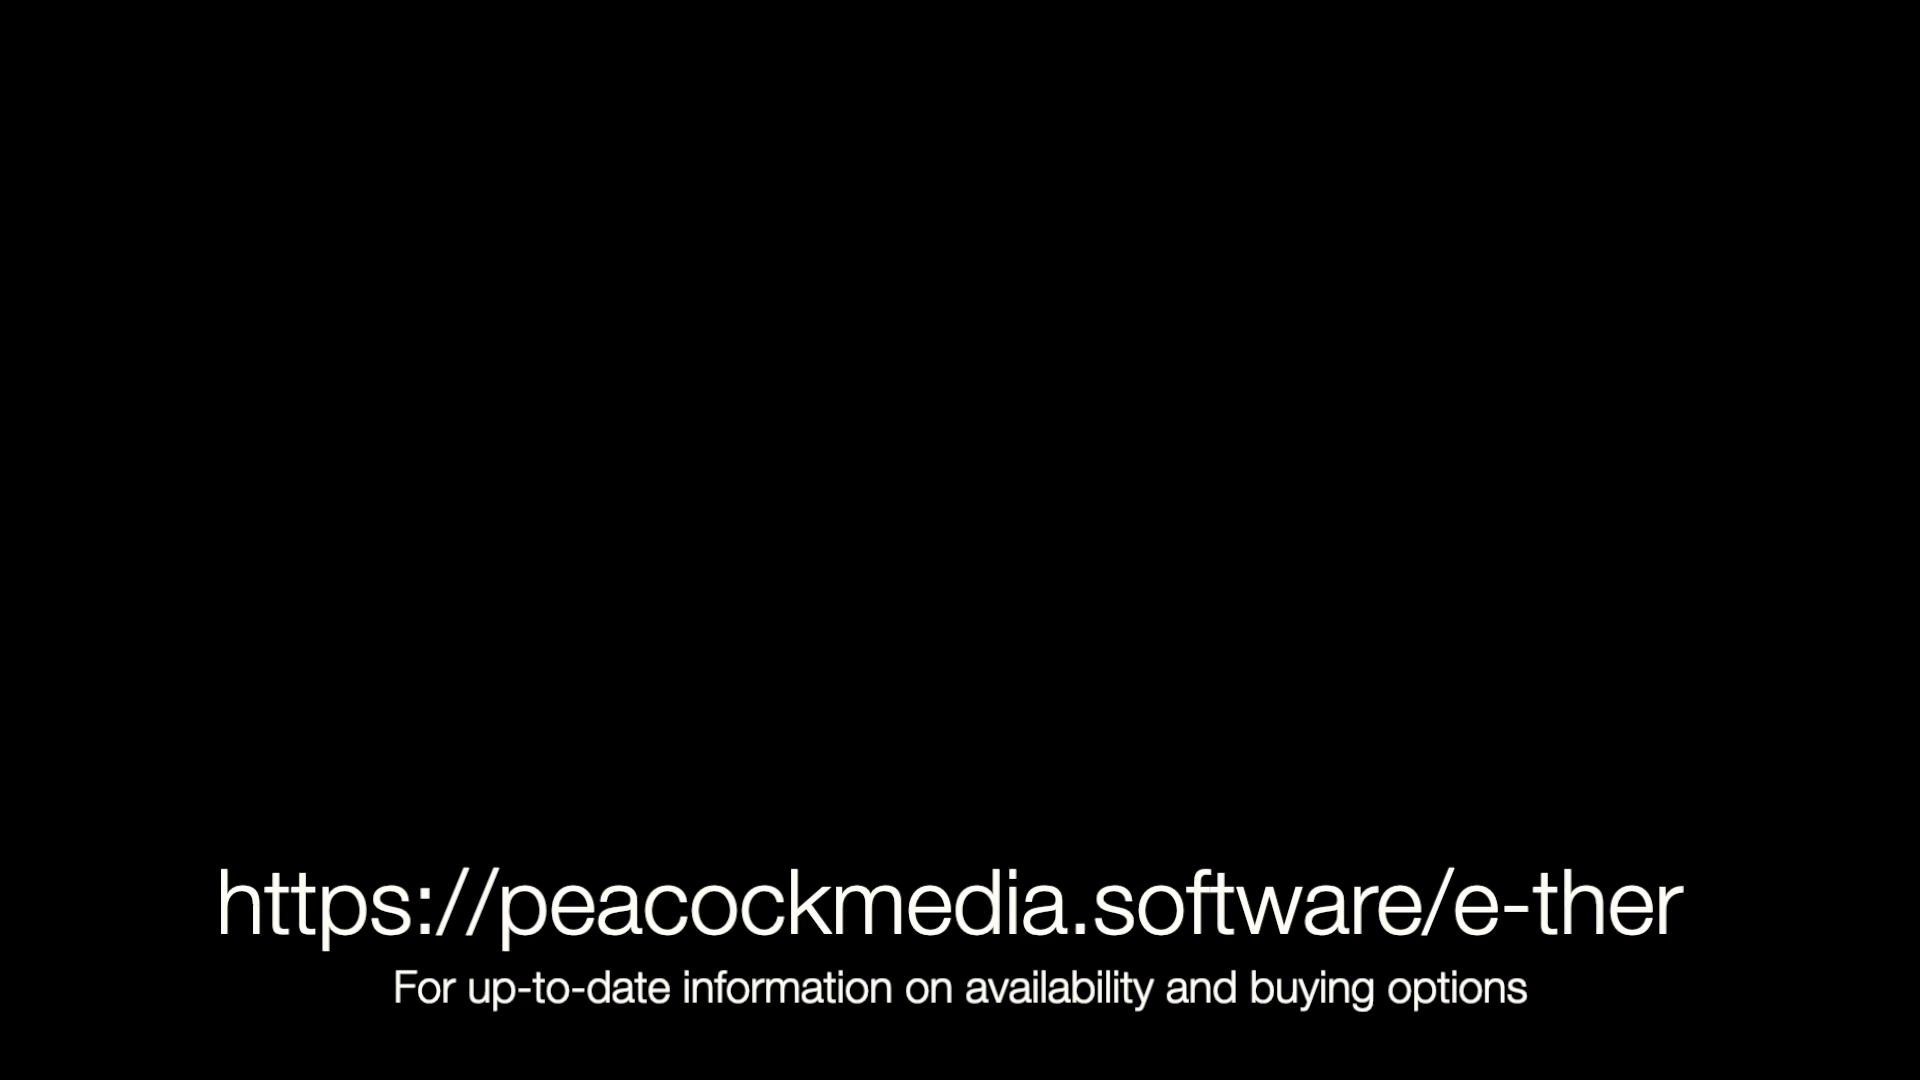 https://peacockmedia.software/e-ther
For up-to-date information on availability and buying options